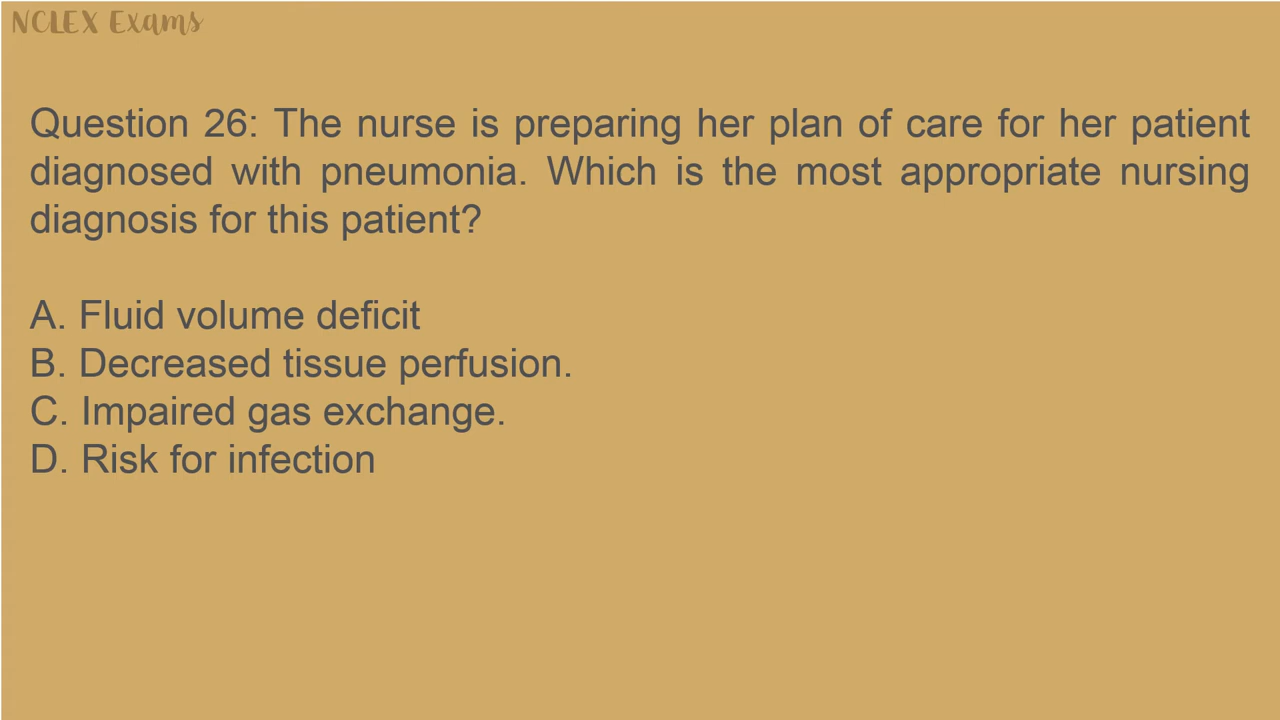 NCLEX Exams
Question 26: The nurse is preparing her plan of care for her patient
diagnosed with pneumonia. Which is the most appropriate nursing
diagnosis for this patient?
A. Fluid volume deficit
B. Decreased tissue perfusion.
C. Impaired gas exchange.
D. Risk for infection